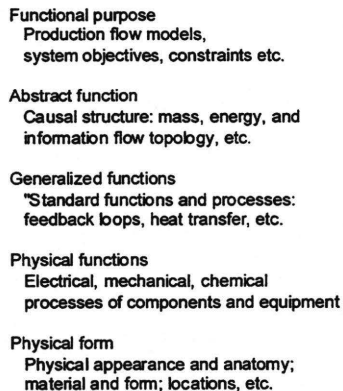 Functional purpose
Production flow models,
system objectives, constraints etc.
Abstract function
Causal structure: mass, energy, and
information flow topology, etc.
Generalized functions
"Standard functions and processes:
feedback loops, heat transfer, etc.
Physical functions
Electrical, mechanical, chemical
processes of components and equipment
Physical form
Physical appearance and anatomy;
material and form; locations, etc.